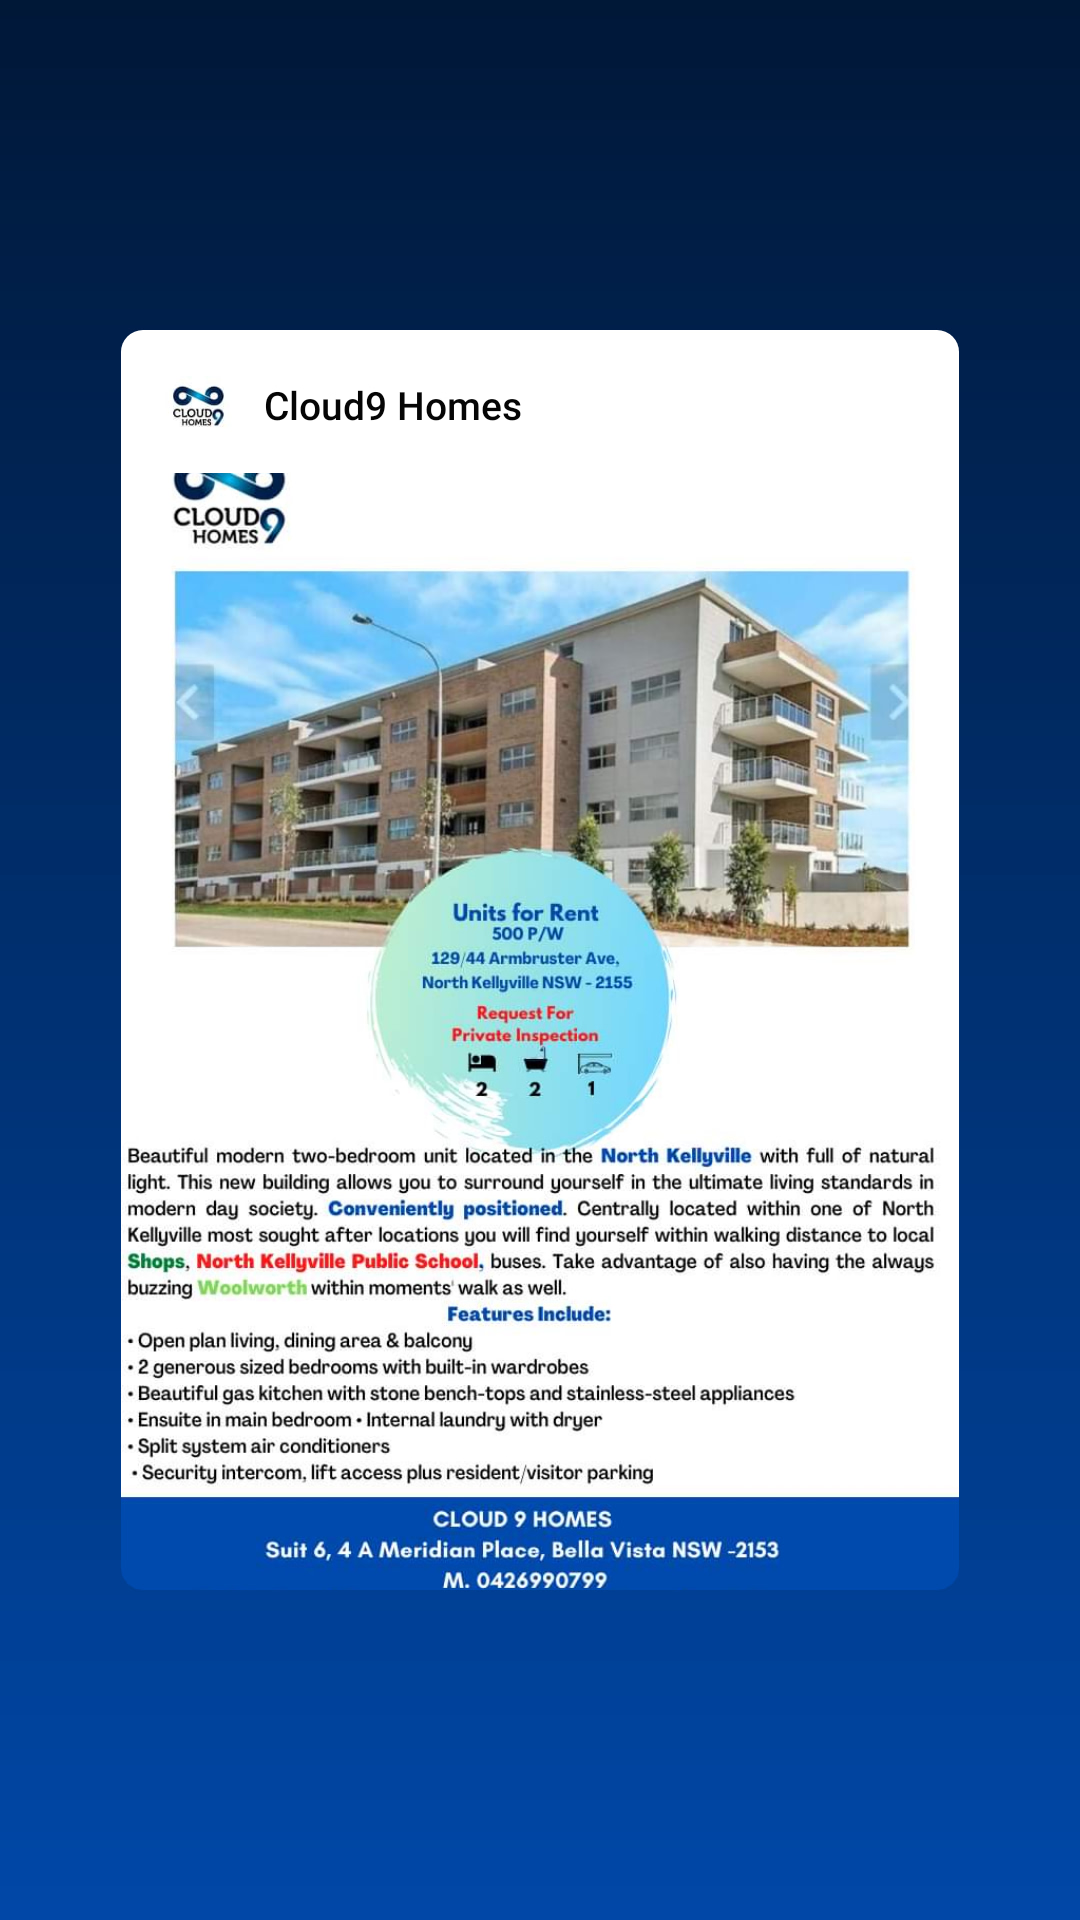 CLOUD9
HOMES
Cloud9 Homes
CLOUD9
HOMES
Units for Rent
500 P/W
129/44 Armbruster Ave,
North Kellyville NSW - 2155
Request For
Private Inspection
2 2 1
Beautiful modern two-bedroom unit located in the North Kellyville with full of natural
light. This new building allows you to surround yourself in the ultimate living standards in
modern day society. Conveniently positioned. Centrally located within one of North
Kellyville most sought after locations you will find yourself within walking distance to local
Shops, North Kellyville Public School, buses. Take advantage of also having the always
buzzing Woolworth within moments' walk as well.
Features Include:
• Open plan living, dining area & balcony
• 2 generous sized bedrooms with built-in wardrobes
• Beautiful gas kitchen with stone bench-tops and stainless-steel appliances
• Ensuite in main bedroom • Internal laundry with dryer
• Split system air conditioners
• Security intercom, lift access plus resident/visitor parking
CLOUD 9 HOMES
Suit 6, 4 A Meridian Place, Bella Vista NSW -2153
M. 0426990799